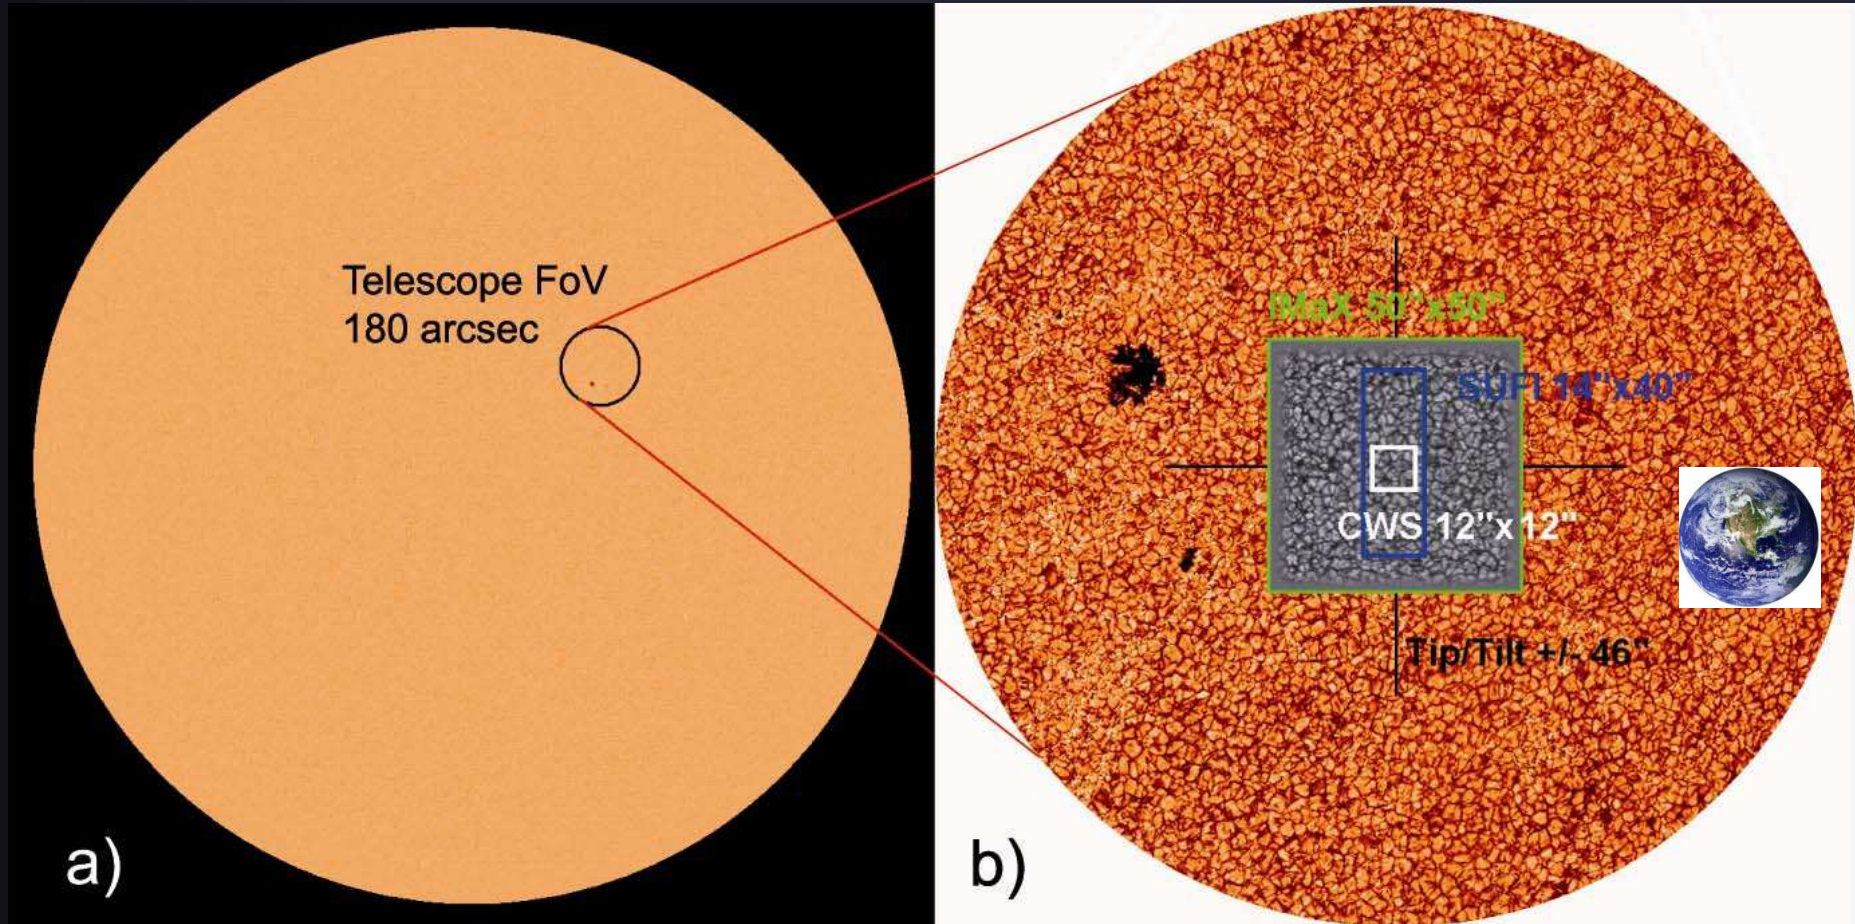 Telescope FoV
180 arcsec
a)
IMaX 50"x50"
SUFI 14"x40"
CWS 12"x12"
Tip/Tilt +/- 46"
b)